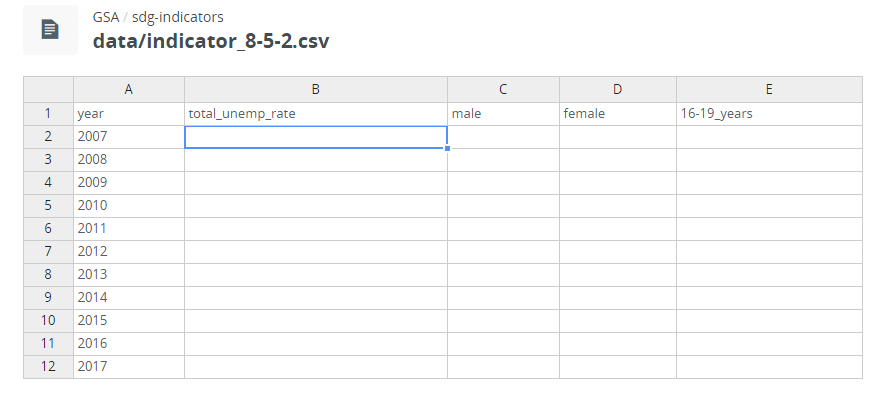 GSA / sdg-indicators
data/indicator_8-5-2.csv
A B C D E
1 year total_unemp_rate male female 16-19_years
2 2007
3 2008
4 2009
5 2010
6 2011
7 2012
8 2013
9 2014
10 2015
11 2016
12 2017